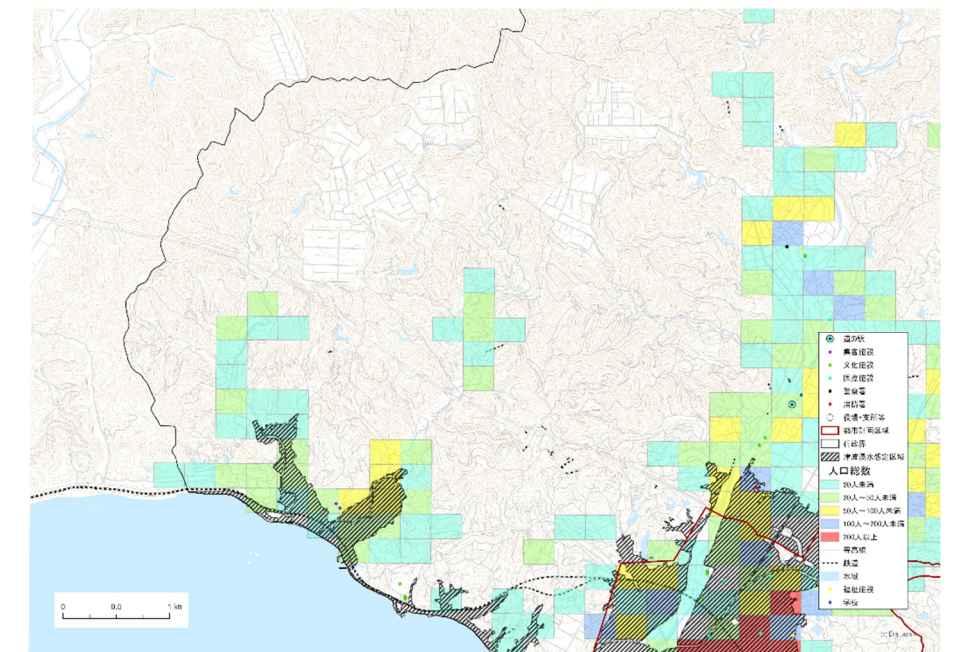 道の駅
集客施設
文化施設
医療施設
警察署
消防署
役場・支所等
都市計画区域
行政界
津波浸水想定区域
人口総数
20人未満
20人～50人未満
50人～100人未満
100人～200人未満
200人以上
等高線
鉄道
水域
福祉施設
学校
0 0.5 1 km